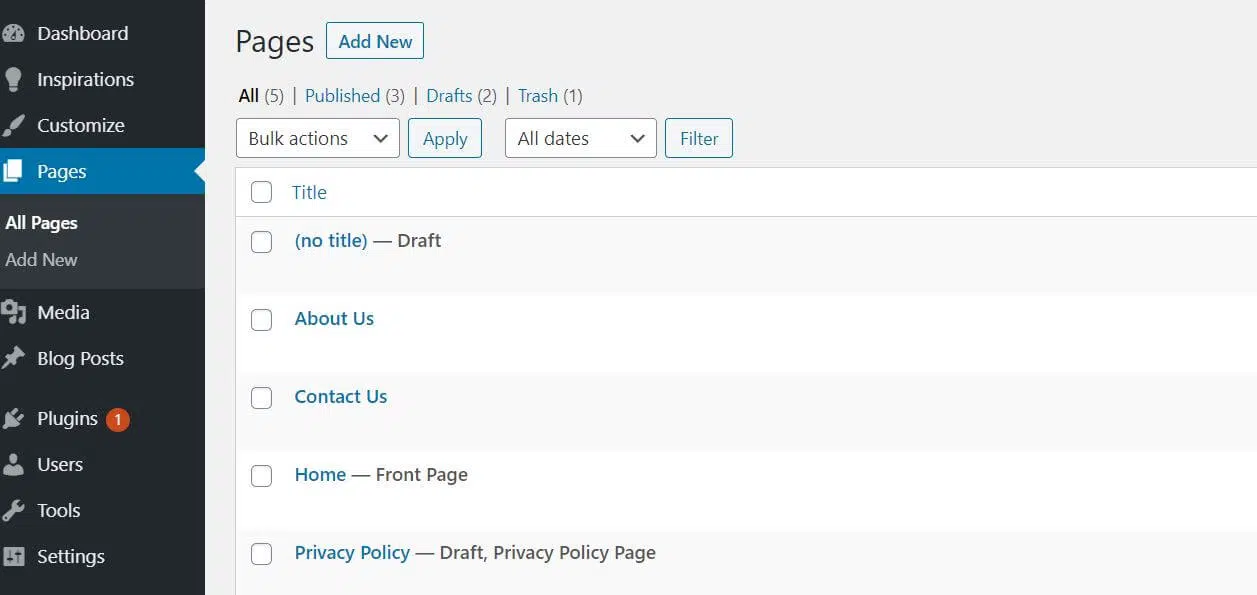 Dashboard
Inspirations
Customize
Pages
All Pages
Add New
Media
Blog Posts
Plugins 1
Users
Tools
Settings
Pages Add New
All (5) | Published (3) | Drafts (2) | Trash (1)
Bulk actions Apply All dates Filter
Title
(no title) — Draft
About Us
Contact Us
Home — Front Page
Privacy Policy — Draft, Privacy Policy Page